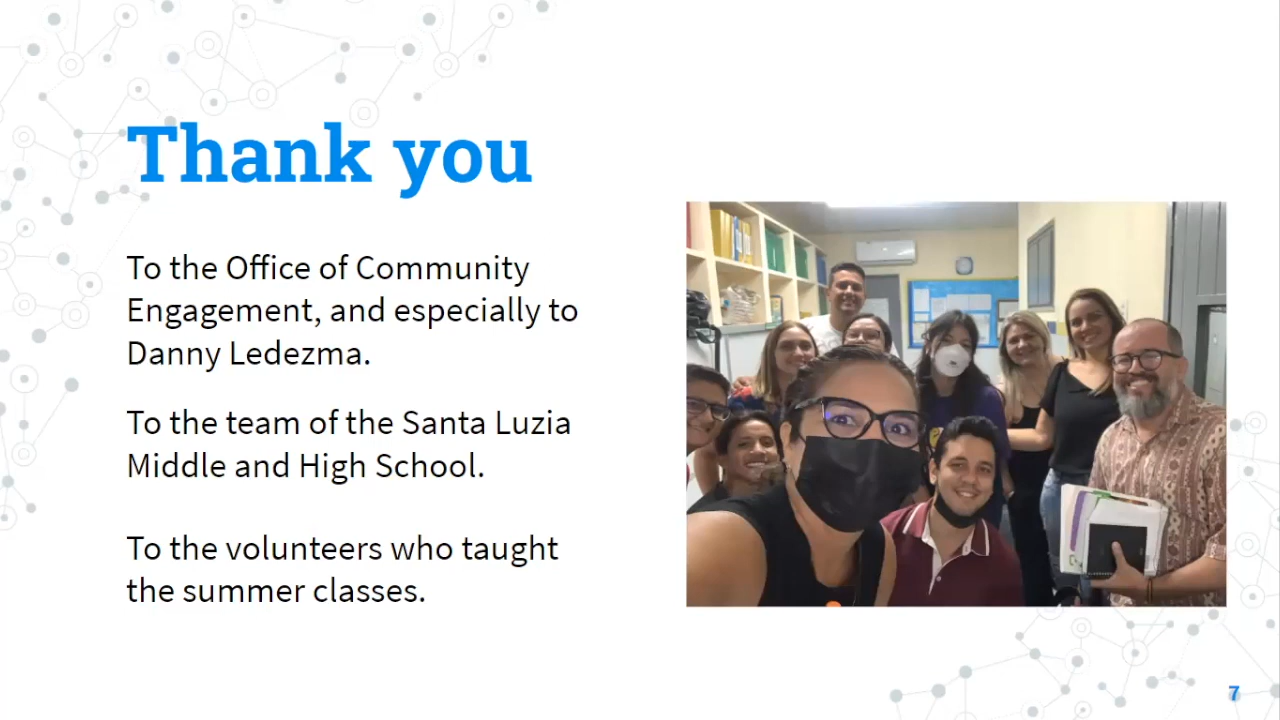 Thank you
To the Office of Community
Engagement, and especially to
Danny Ledezma.
To the team of the Santa Luzia
Middle and High School.
To the volunteers who taught
the summer classes.
7